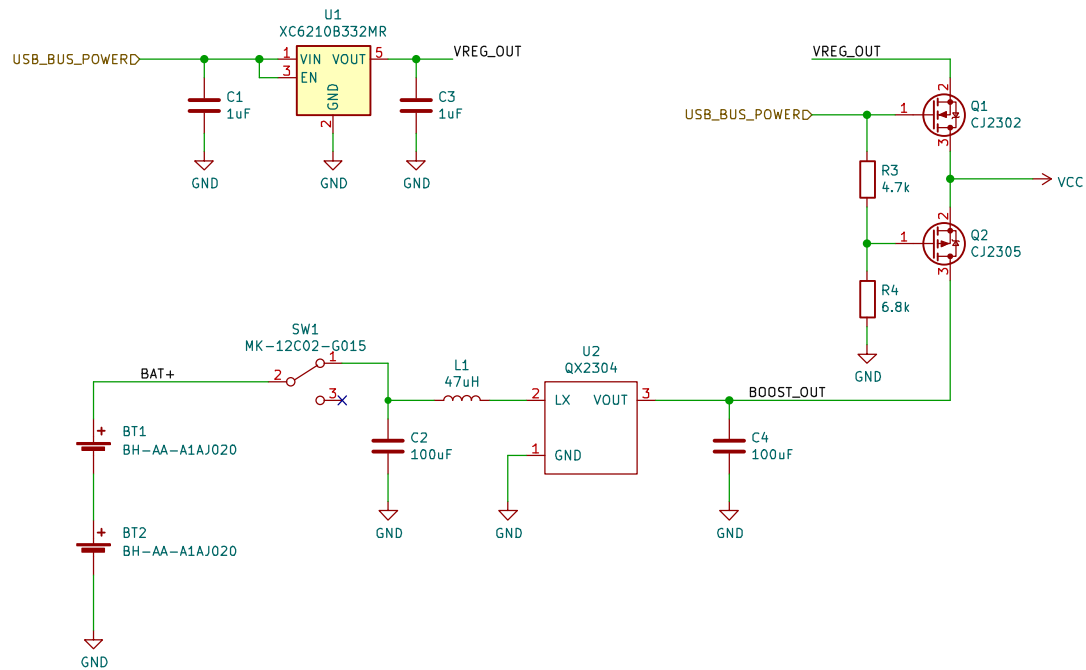 U1
XC6210B332MR
USB_BUS_POWER
1
VIN
VOUT
5
VREG_OUT
3
EN
GND
2
C1
1uF
C3
1uF
GND
GND
GND
VREG_OUT
2
USB_BUS_POWER
1
Q1
CJ2302
3
R3
4.7k
VCC
2
1
Q2
CJ2305
3
R4
6.8k
GND
SW1
MK-12C02-G015
1
BAT+
2
3
L1
47uH
U2
QX2304
2
LX
VOUT
3
BOOST_OUT
1
GND
BT1
BH-AA-A1AJ020
C2
100uF
C4
100uF
GND
GND
GND
BT2
BH-AA-A1AJ020
GND